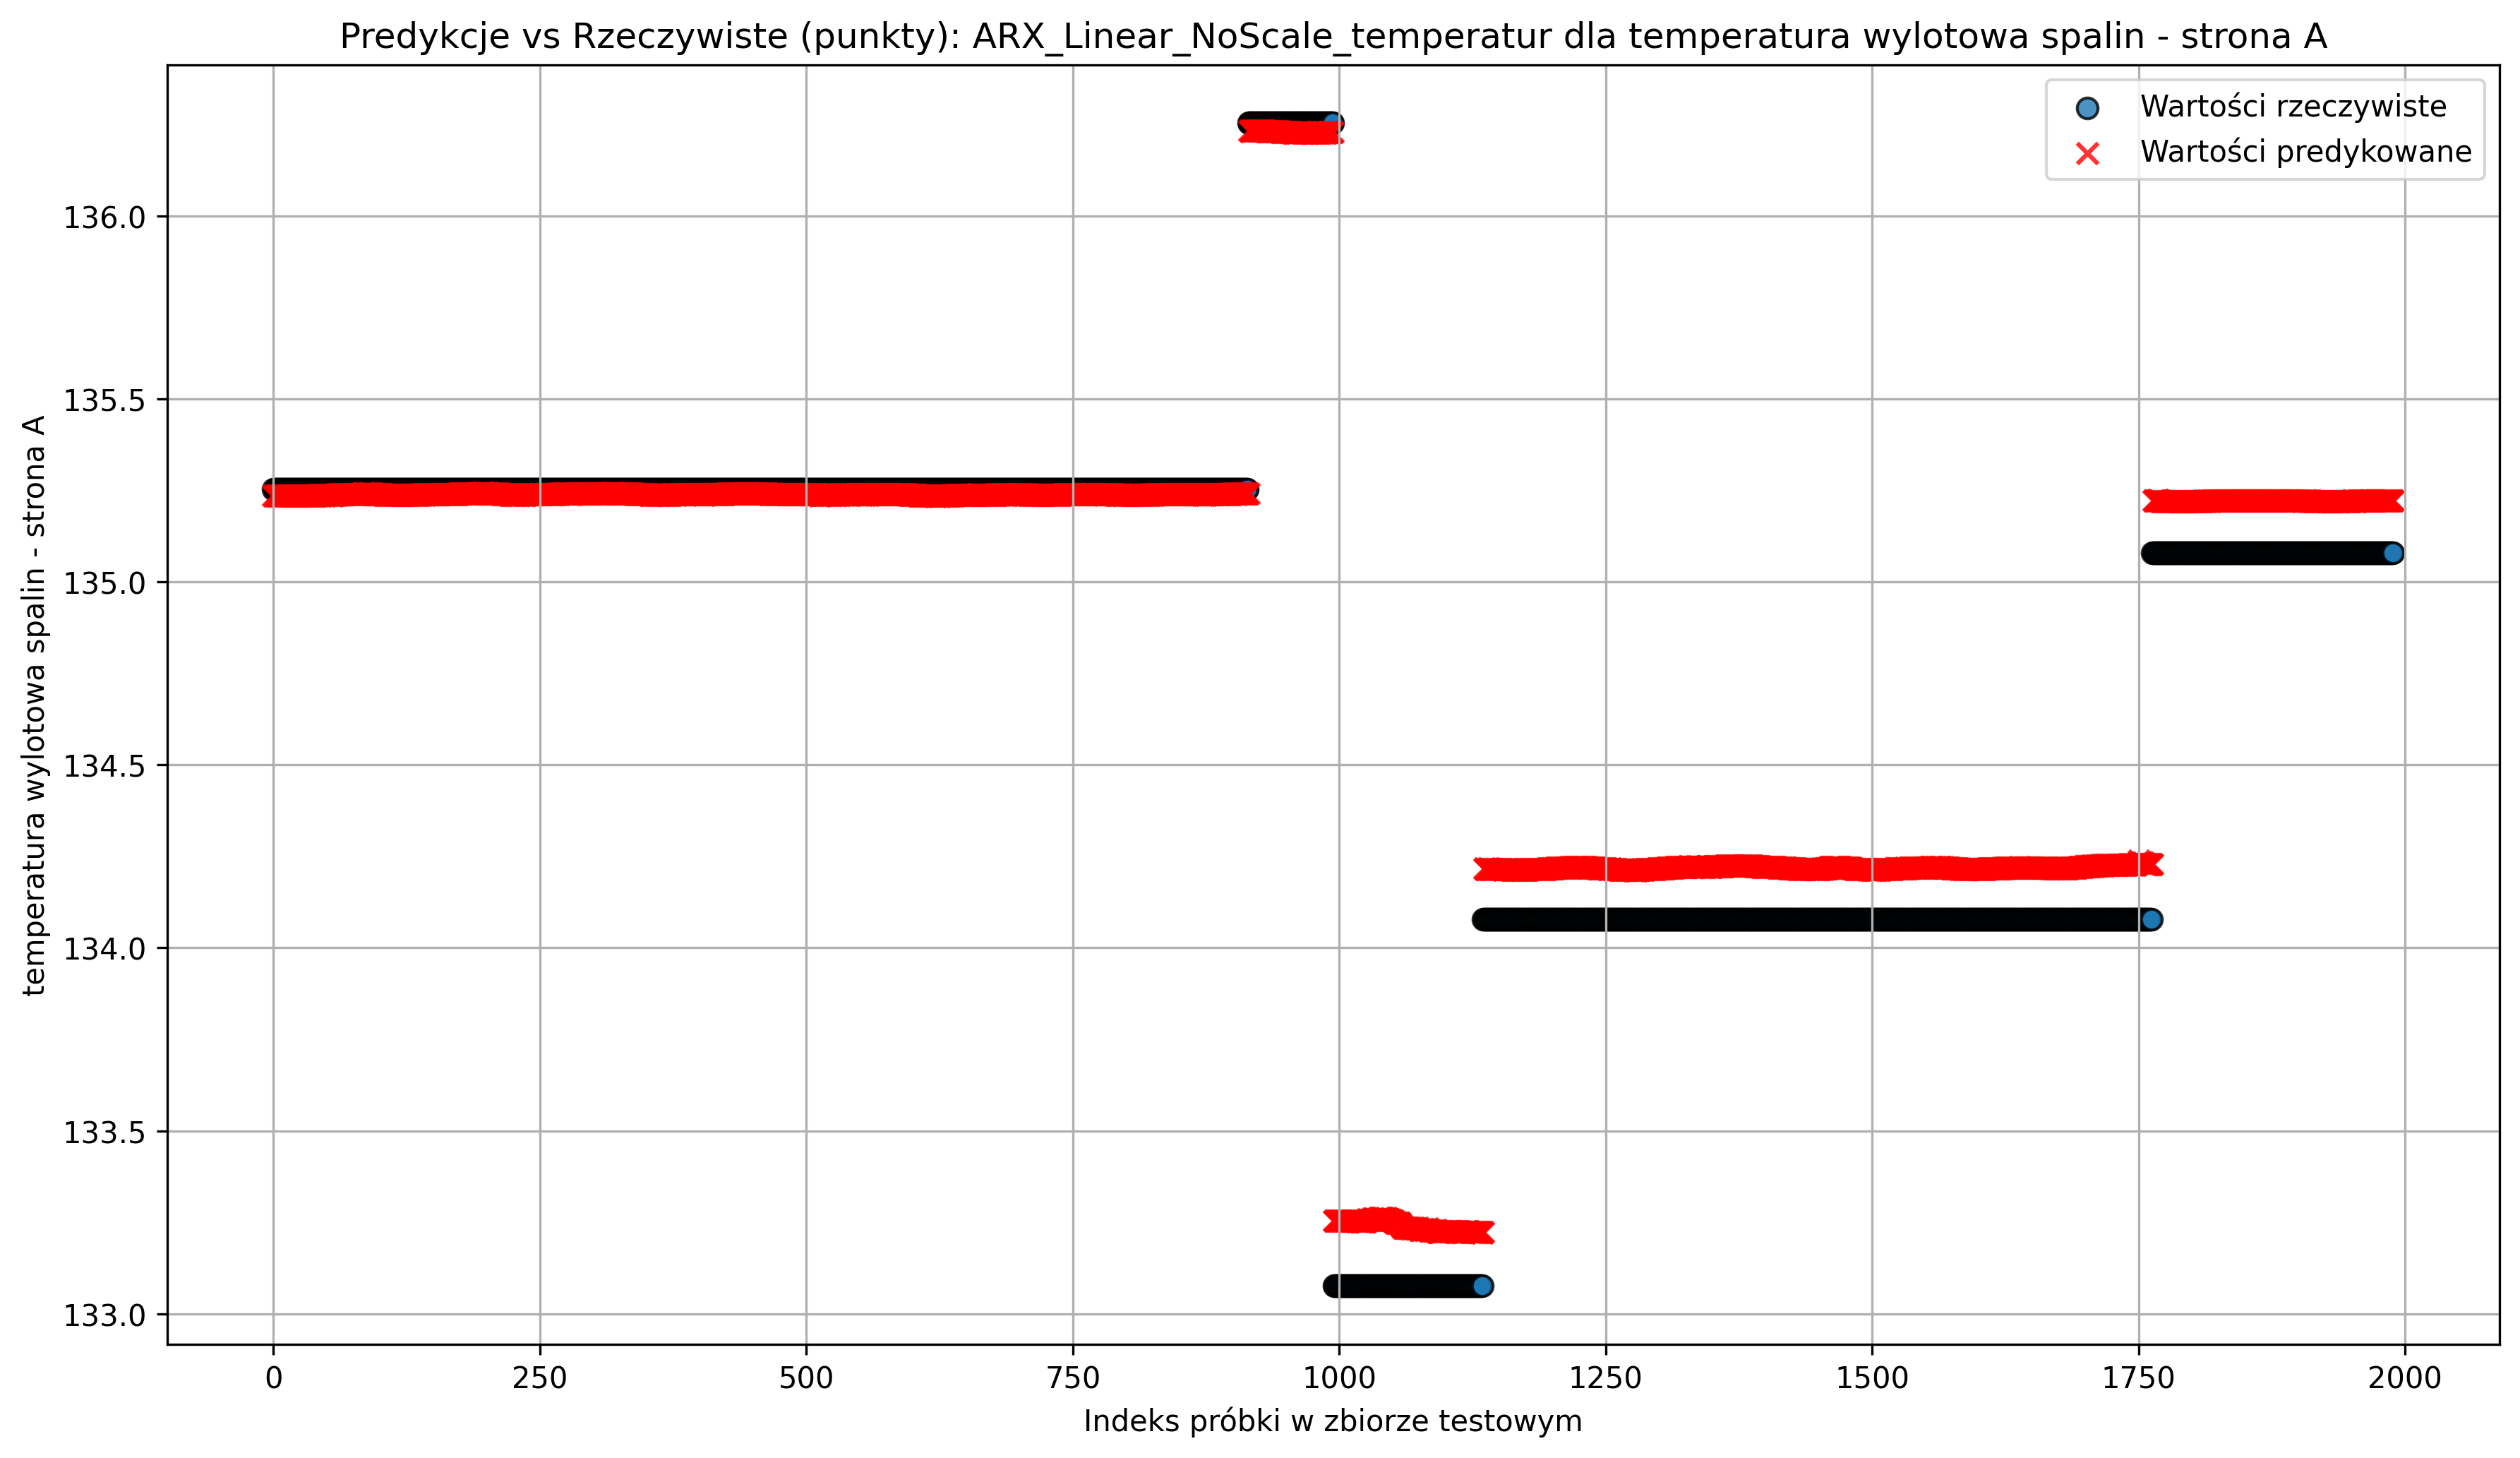 Predykcje vs Rzeczywiste (punkty): ARX_Linear_NoScale_temperatur dla temperatura wylotowa spalin - strona A
Wartości rzeczywiste
Wartości predykowane
temperatura wylotowa spalin - strona A
136.0
135.5
135.0
134.5
134.0
133.5
133.0
0 250 500 750 1000 1250 1500 1750 2000
Indeks próbki w zbiorze testowym